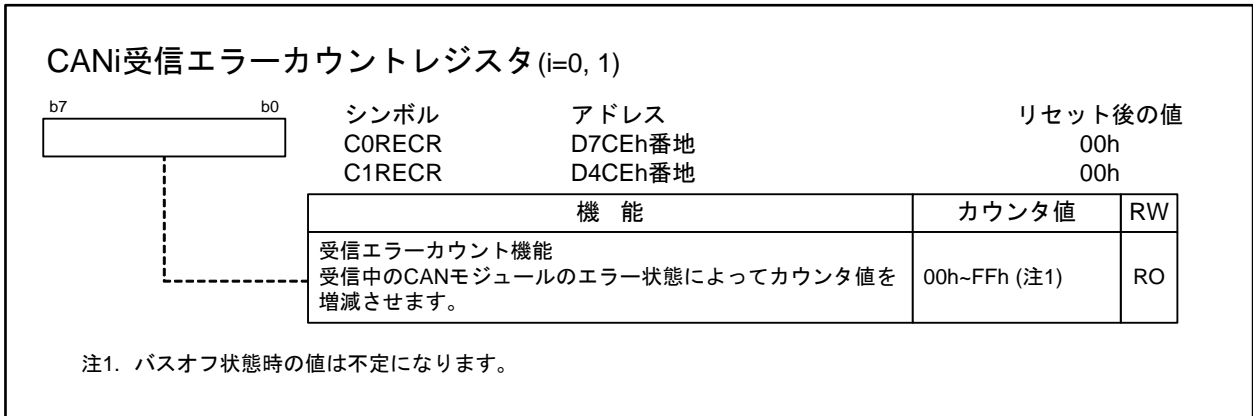 CANi受信エラーカウントレジスタ(i=0, 1)
b7 b0 シンボル アドレス リセット後の値
C0RECR D7CEh番地 00h
C1RECR D4CEh番地 00h
機 能 カウンタ値 RW
受信エラーカウント機能
受信中のCANモジュールのエラー状態によってカウンタ値を 00h~FFh (注1) RO
増減させます。
注1. バスオフ状態時の値は不定になります。